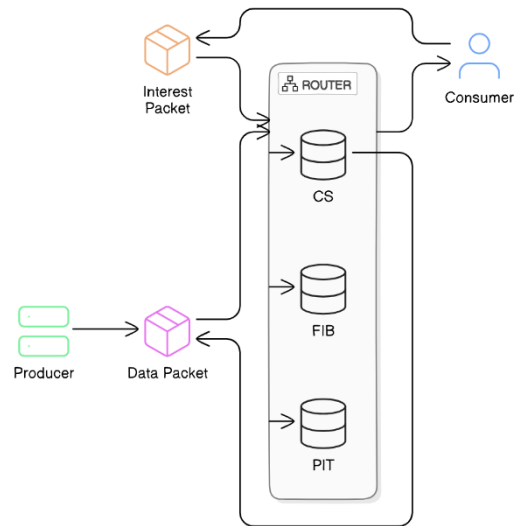 ROUTER
Interest
Packet
Consumer
CS
FIB
Producer
Data Packet
PIT